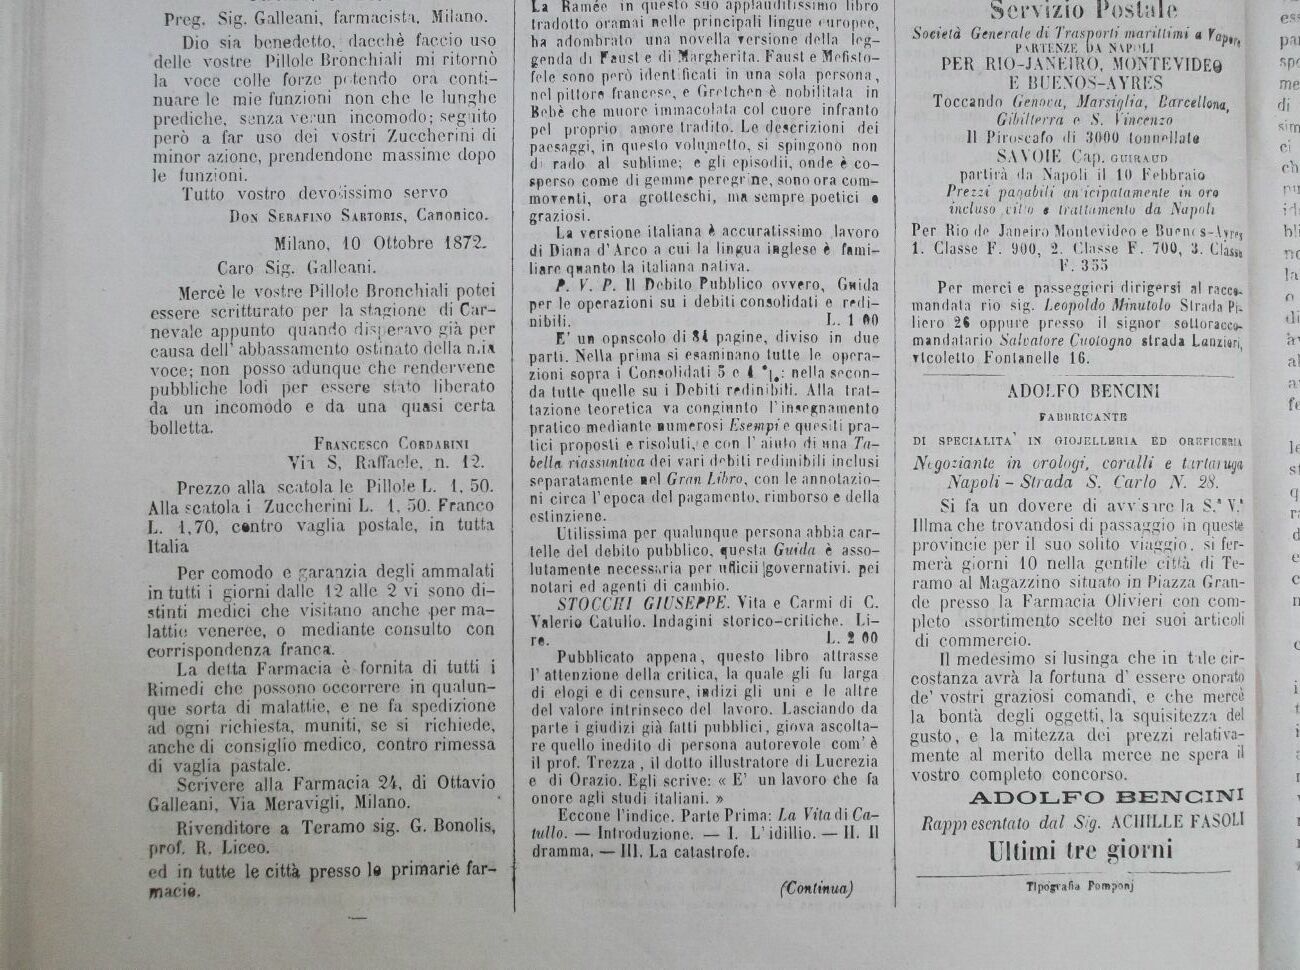 Preg. Sig. Galleani, farmacista, Milano.
Dio sia benedetto, dacchè faccio uso
delle vostre Pillole Bronchiali mi ritornò
la voce colle forze potendo ora conti-
nuare le mie funzioni non che le lunghe
prediche, senza verun incomodo; seguito
però a far uso dei vostri Zuccherini di
minor azione, prendendone massime dopo
le funzioni.
Tutto vostro devotissimo servo
DON SERAFINO SARTORIS, Canonico.
Milano, 10 Ottobre 1872.
Caro Sig. Galleani.
Mercè le vostre Pillole Bronchiali potei
essere scritturato per la stagione di Car-
nevale appunto quando disperavo già per
causa dell' abbassamento ostinato della mia
voce; non posso adunque che rendervene
pubbliche lodi per essere stato liberato
da un incomodo e da una quasi certa
bolletta.
FRANCESCO CORDARINI
Via S, Raffaele, n. 12.
Prezzo alla scatola le Pillole L. 1, 50.
Alla scatola i Zuccherini L. 1, 50. Franco
L. 1,70, contro vaglia postale, in tutta
Italia
Per comodo e garanzia degli ammalati
in tutti i giorni dalle 12 alle 2 vi sono di-
stinti medici che visitano anche per ma-
lattie veneree, o mediante consulto con
corrispondenza franca.
La detta Farmacia è fornita di tutti i
Rimedi che possono occorrere in qualun-
que sorta di malattie, e ne fa spedizione
ad ogni richiesta, muniti, se si richiede,
anche di consiglio medico, contro rimessa
di vaglia pastale.
Scrivere alla Farmacia 24, di Ottavio
Galleani, Via Meravigli, Milano.
Rivenditore a Teramo sig. G. Bonolis,
prof. R. Liceo.
ed in tutte le città presso le primarie far-
macie.
La Ramée in questo suo applauditissimo libro
tradotto oramai nelle principali lingue europee,
ha adombrato una novella versione della leg-
genda di Faust e di Margherita. Faust e Mefisto-
fele sono però identificati in una sola persona,
nel pittore francese, e Gretchen è nobilitata in
Bebè che muore immacolata col cuore infranto
pel proprio amore tradito. Le descrizioni dei
paesaggi, in questo volumetto, si spingono non
di rado al sublime; e gli episodii, onde è co-
sperso come di gemme peregrine, sono ora com-
moventi, ora grotteschi, ma sempre poetici e
graziosi.
La versione italiana è accuratissimo lavoro
di Diana d'Arco a cui la lingua inglese è fami-
liare quanto la italiana nativa.
P. V. P. Il Debito Pubblico ovvero, Guida
per le operazioni su i debiti consolidati e redi-
nibili. L. 1 00
E' un opnscolo di 84 pagine, diviso in due
parti. Nella prima si esaminano tutte le opera-
zioni sopra i Consolidati 5 e 4 %; nella secon-
da tutte quelle su i Debiti redinibili. Alla trat-
tazione teoretica va congiunto l'insegnamento
pratico mediante numerosi Esempi e quesiti pra-
tici proposti e risoluti, e con l' aiuto di una Ta-
bella riassuntiva dei vari debiti redimibili inclusi
separatamente nel Gran Libro, con le annotazio-
ni circa l'epoca del pagamento, rimborso e della
estinzione.
Utilissima per qualunque persona abbia car-
telle del debito pubblico, questa Guida è asso-
lutamente necessaria per uffici governativi. pei
notari ed agenti di cambio.
STOCCHI GIUSEPPE. Vita e Carmi di C.
Valerio Catullo. Indagini storico-critiche. Li-
re. L. 2 00
Pubblicato appena, questo libro attrasse
l' attenzione della critica, la quale gli fu larga
di elogi e di censure, indizi gli uni e le altre
del valore intrinseco del lavoro. Lasciando da
parte i giudizi già fatti pubblici, giova ascolta-
re quello inedito di persona autorevole com' è
il prof. Trezza, il dotto illustratore di Lucrezia
e di Orazio. Egli scrive: « E' un lavoro che fa
onore agli studi italiani. »
Eccone l'indice. Parte Prima: La Vita di Ca-
tullo. — Introduzione. — I. L'idillio. — II. Il
dramma, — III. La catastrofe.
(Continua)
Servizio Postale
Società Generale di Trasporti marittimi a Vapore
PARTENZE DA NAPOLI
PER RIO-JANEIRO, MONTEVIDEO
E BUENOS-AYRES
Toccando Genova, Marsiglia, Barcellona,
Gibilterra e S. Vincenzo
Il Piroscafo di 3000 tonnellate
SAVOIE Cap. GUIRAUD
partirà da Napoli il 10 Febbraio
Prezzi pagabili anticipatamente in oro
incluso vitto e trattamento da Napoli
Per Rio de Janeiro Montevideo e Buenos-Ayres
1. Classe F. 900, 2. Classe F. 700, 3. Classe
F. 355
Per merci e passeggieri dirigersi al racco-
mandata rio sig. Leopoldo Minutolo Strada Pi-
liero 26 oppure presso il signor sottoracco-
mandatario Salvatore Cuotogno strada Lanzieri,
vicoletto Fontanelle 16.
ADOLFO BENCINI
FABBRICANTE
DI SPECIALITA' IN GIOJELLERIA ED OREFICERIA
Negoziante in orologi, coralli e tartaruga
Napoli - Strada S. Carlo N. 28.
Si fa un dovere di avvisare la S.ª V.ª
Illma che trovandosi di passaggio in queste
provincie per il suo solito viaggio, si fer-
merà giorni 10 nella gentile città di Te-
ramo al Magazzino situato in Piazza Gran-
de presso la Farmacia Olivieri con com-
pleto assortimento scelto nei suoi articoli
di commercio.
Il medesimo si lusinga che in tale cir-
costanza avrà la fortuna d' essere onorato
de' vostri graziosi comandi, e che mercè
la bontà degli oggetti, la squisitezza del
gusto, e la mitezza dei prezzi relativa-
mente al merito della merce ne spera il
vostro completo concorso.
ADOLFO BENCINI
Rappresentato dal Sig. ACHILLE FASOLI
Ultimi tre giorni
Tipografia Pomponj